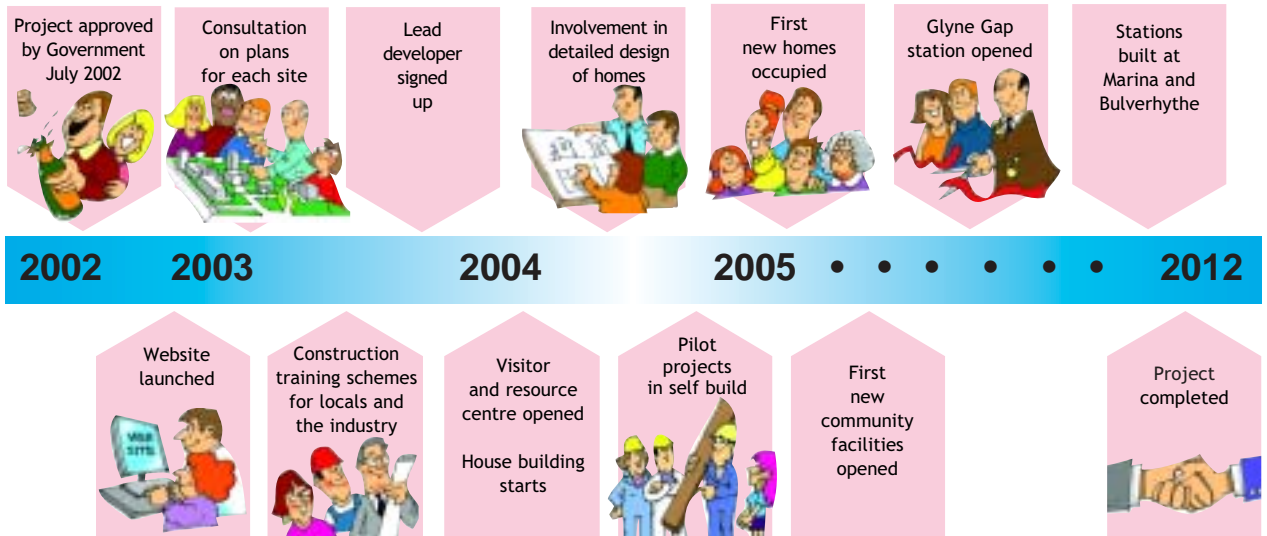 Project approved
by Government
July 2002
Consultation
on plans
for each site
Lead
developer
signed
up
Involvement in
detailed design
of homes
First
new homes
occupied
Glyne Gap
station opened
Stations
built at
Marina and
Bulverhythe
2002
2003
2004
2005
2012
Website
launched
WEB
SITE
Construction
training schemes
for locals and
the industry
Visitor
and resource
centre opened
House building
starts
Pilot
projects
in self build
First
new
community
facilities
opened
Project
completed